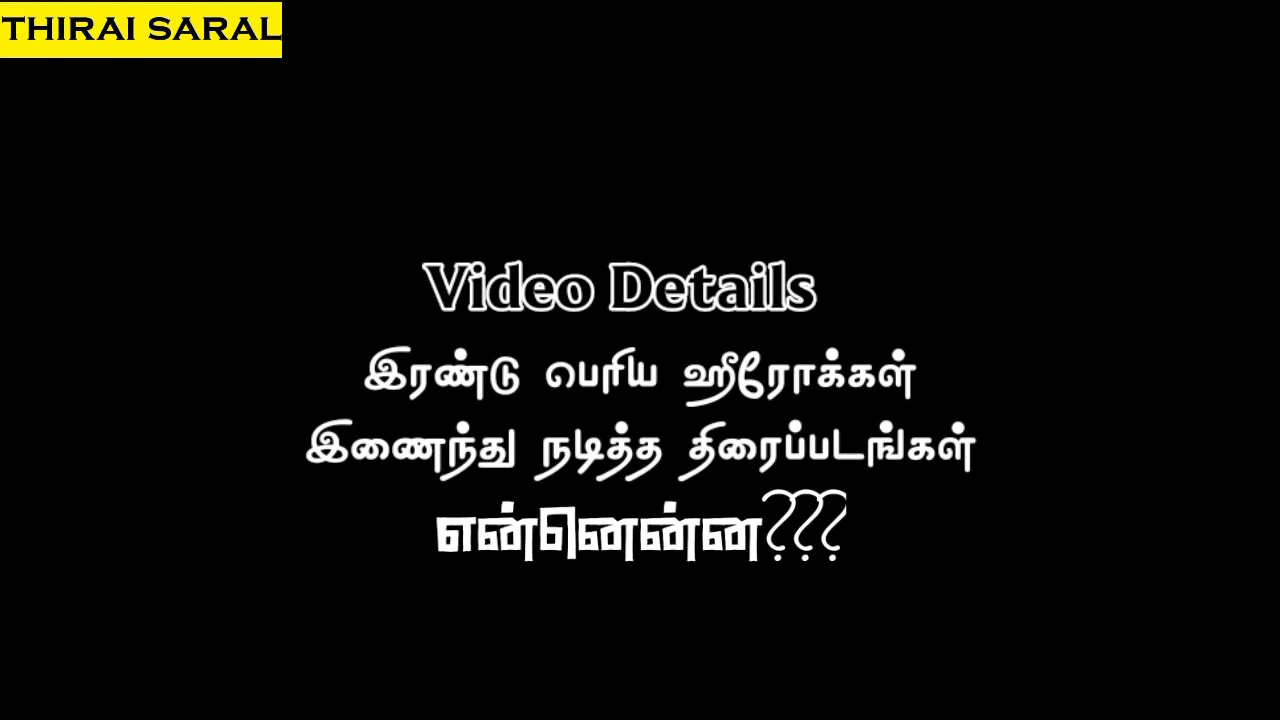 THIRAI SARAL
Video Details
இரண்டு பெரிய ஹீரோக்கள்
இணைந்து நடித்த திரைப்படங்கள்
என்னென்ன???